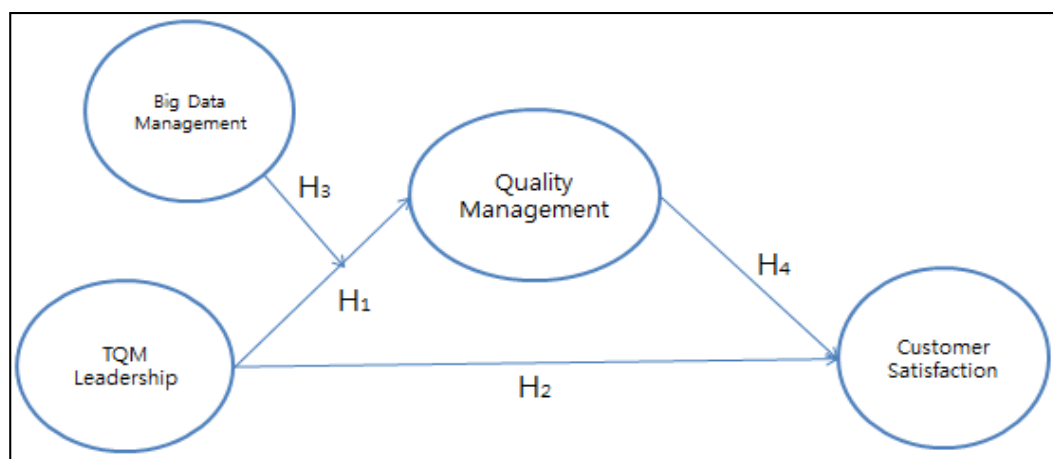 Big Data
Management
H₃
Quality
Management
H₁
H₄
TQM
Leadership
H₂
Customer
Satisfaction